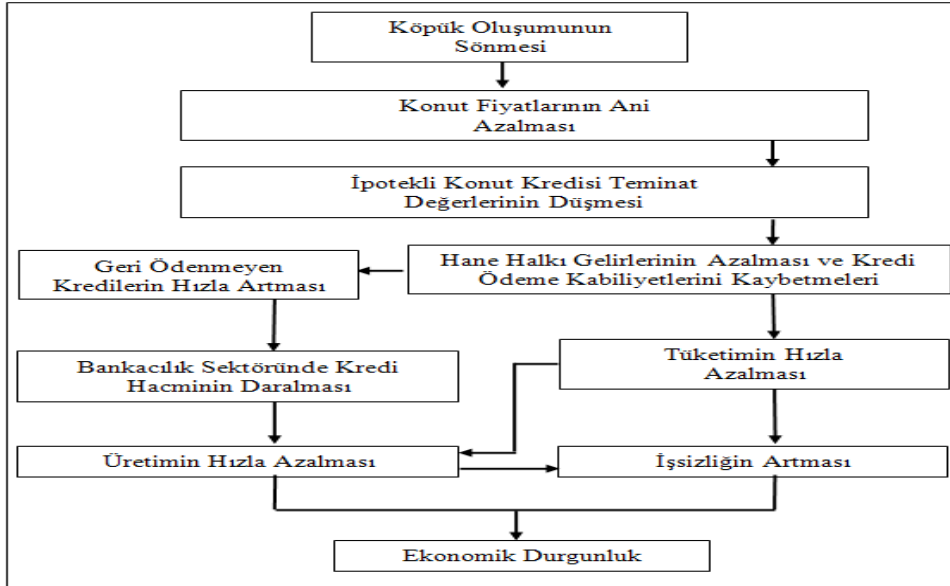 Köpük Oluşumunun
Sönmesi
Konut Fiyatlarının Ani
Azalması
İpotekli Konut Kredisi Teminat
Değerlerinin Düşmesi
Geri Ödenmeyen
Kredilerin Hızla Artması
Hane Halkı Gelirlerinin Azalması ve Kredi
Ödeme Kabiliyetlerini Kaybetmeleri
Bankacılık Sektöründe Kredi
Hacminin Daralması
Tüketimin Hızla
Azalması
Üretimin Hızla Azalması
İşsizliğin Artması
Ekonomik Durgunluk